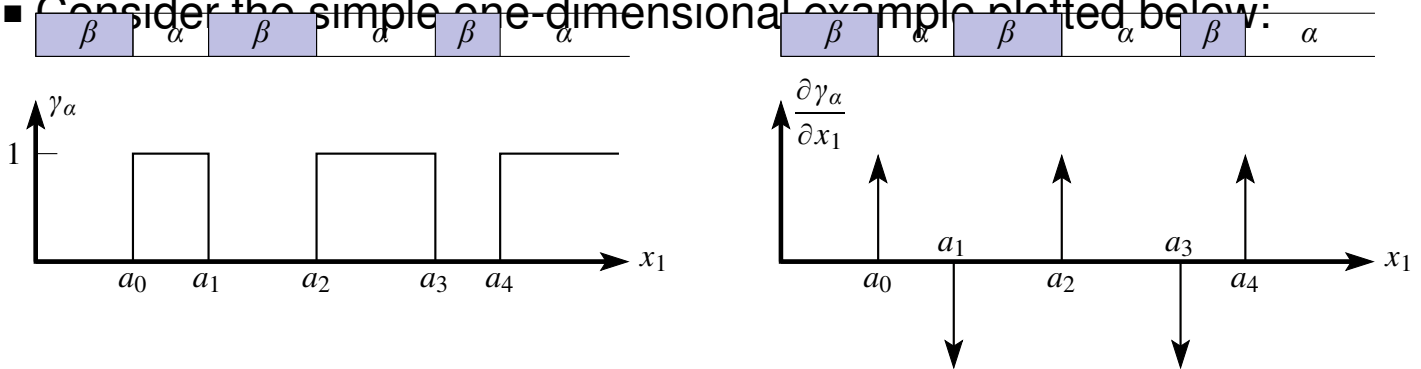 ▪ Consider the simple one-dimensional example plotted below:
β α β α β α
β α β α β α
γα
1
a0 a1 a2 a3 a4 x1
∂γα
∂x1
a1 a3
x1
a0 a2 a4